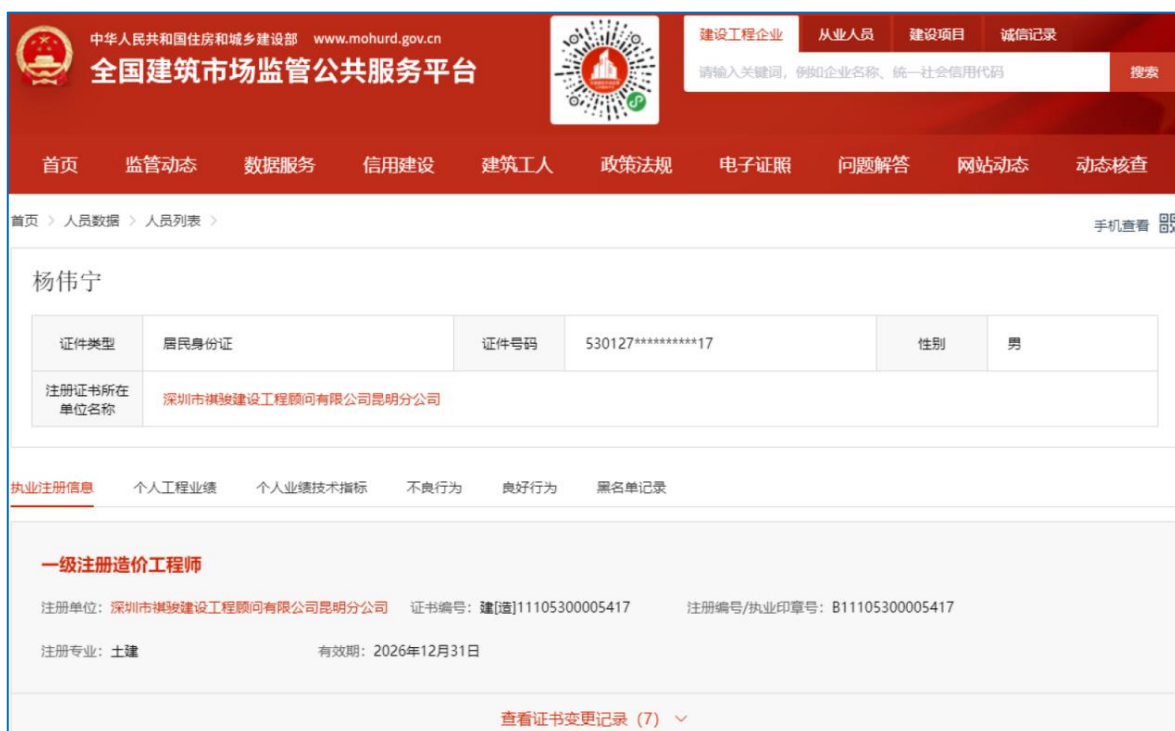 中华人民共和国住房和城乡建设部 www.mohurd.gov.cn
全国建筑市场监管公共服务平台
建设工程企业 从业人员 建设项目 诚信记录
请输入关键词，例如企业名称、统一社会信用代码 搜索
首页 监管动态 数据服务 信用建设 建筑工人 政策法规 电子证照 问题解答 网站动态 动态核查
首页 > 人员数据 > 人员列表 > 手机查看
杨伟宁
证件类型 居民身份证 证件号码 530127**********17 性别 男
注册证书所在
单位名称 深圳市祺骏建设工程顾问有限公司昆明分公司
执业注册信息 个人工程业绩 个人业绩技术指标 不良行为 良好行为 黑名单记录
一级注册造价工程师
注册单位：深圳市祺骏建设工程顾问有限公司昆明分公司 证书编号：建[造]11105300005417 注册编号/执业印章号：B11105300005417
注册专业：土建 有效期：2026年12月31日
查看证书变更记录（7）